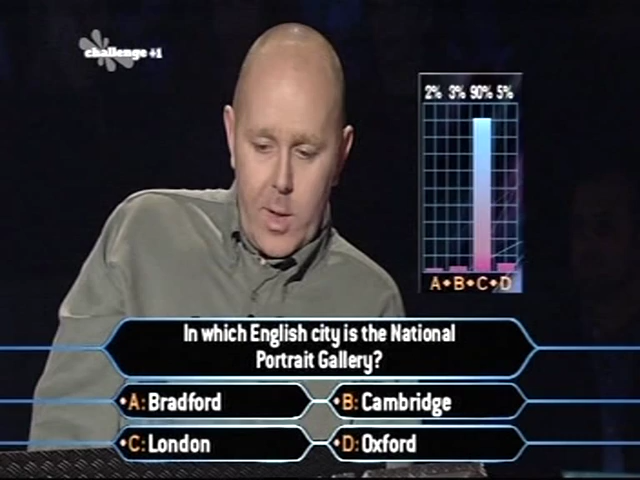 challenge +1
2% 3% 90% 5%
A B C D
In which English city is the National
Portrait Gallery?
A: Bradford
B: Cambridge
C: London
D: Oxford